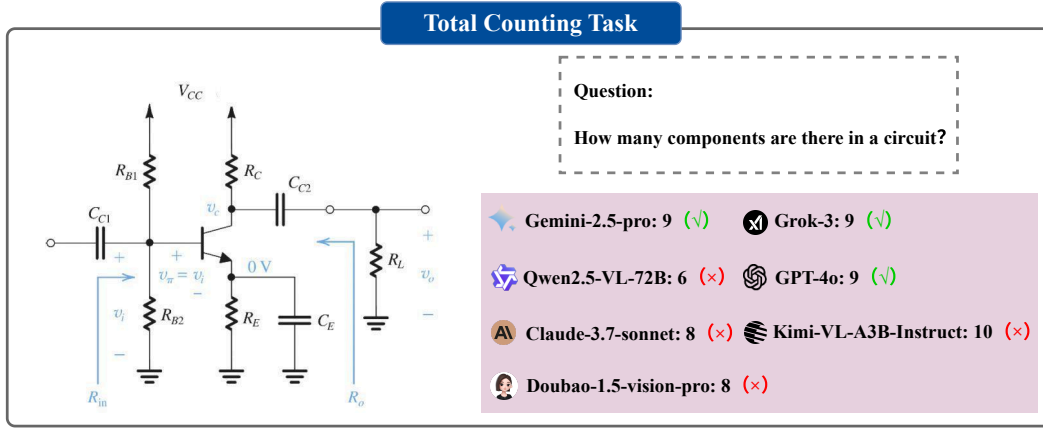 Total Counting Task
V_CC
R_B1
R_C
C_C2
C_C1
v_c
+
+
0 V
+
v_π = v_i
−
R_L
v_o
v_i
R_B2
R_E
C_E
−
−
R_in
R_o
Question:
How many components are there in a circuit?
Gemini-2.5-pro: 9 (√)
Grok-3: 9 (√)
Qwen2.5-VL-72B: 6 (×)
GPT-4o: 9 (√)
Claude-3.7-sonnet: 8 (×)
Kimi-VL-A3B-Instruct: 10 (×)
Doubao-1.5-vision-pro: 8 (×)